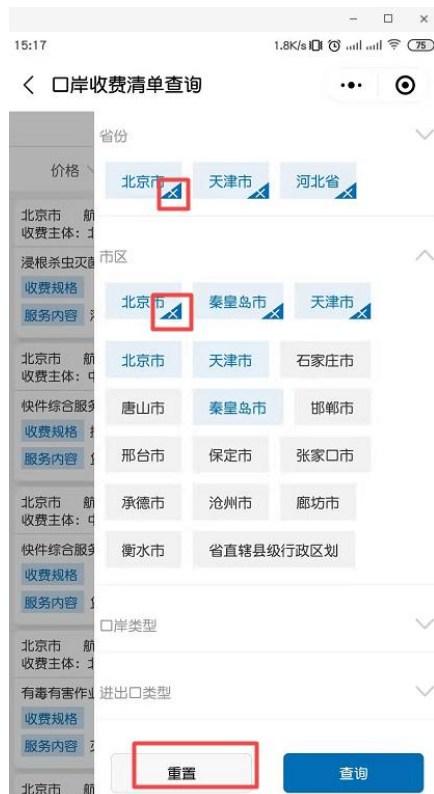 15:17 1.8K/s 75
口岸收费清单查询
价格
省份
北京市 天津市 河北省
市区
北京市 秦皇岛市 天津市
北京市 天津市 石家庄市
唐山市 秦皇岛市 邯郸市
邢台市 保定市 张家口市
承德市 沧州市 廊坊市
衡水市 省直辖县级行政区划
口岸类型
进出口类型
重置 查询
北京市 航
收费主体:
浸根杀虫灭菌
收费规格
服务内容
北京市 航
收费主体:
快件综合服务
收费规格
服务内容
北京市 航
收费主体:
快件综合服务
收费规格
服务内容
北京市 航
收费主体:
有毒有害作业
收费规格
服务内容
北京市 航